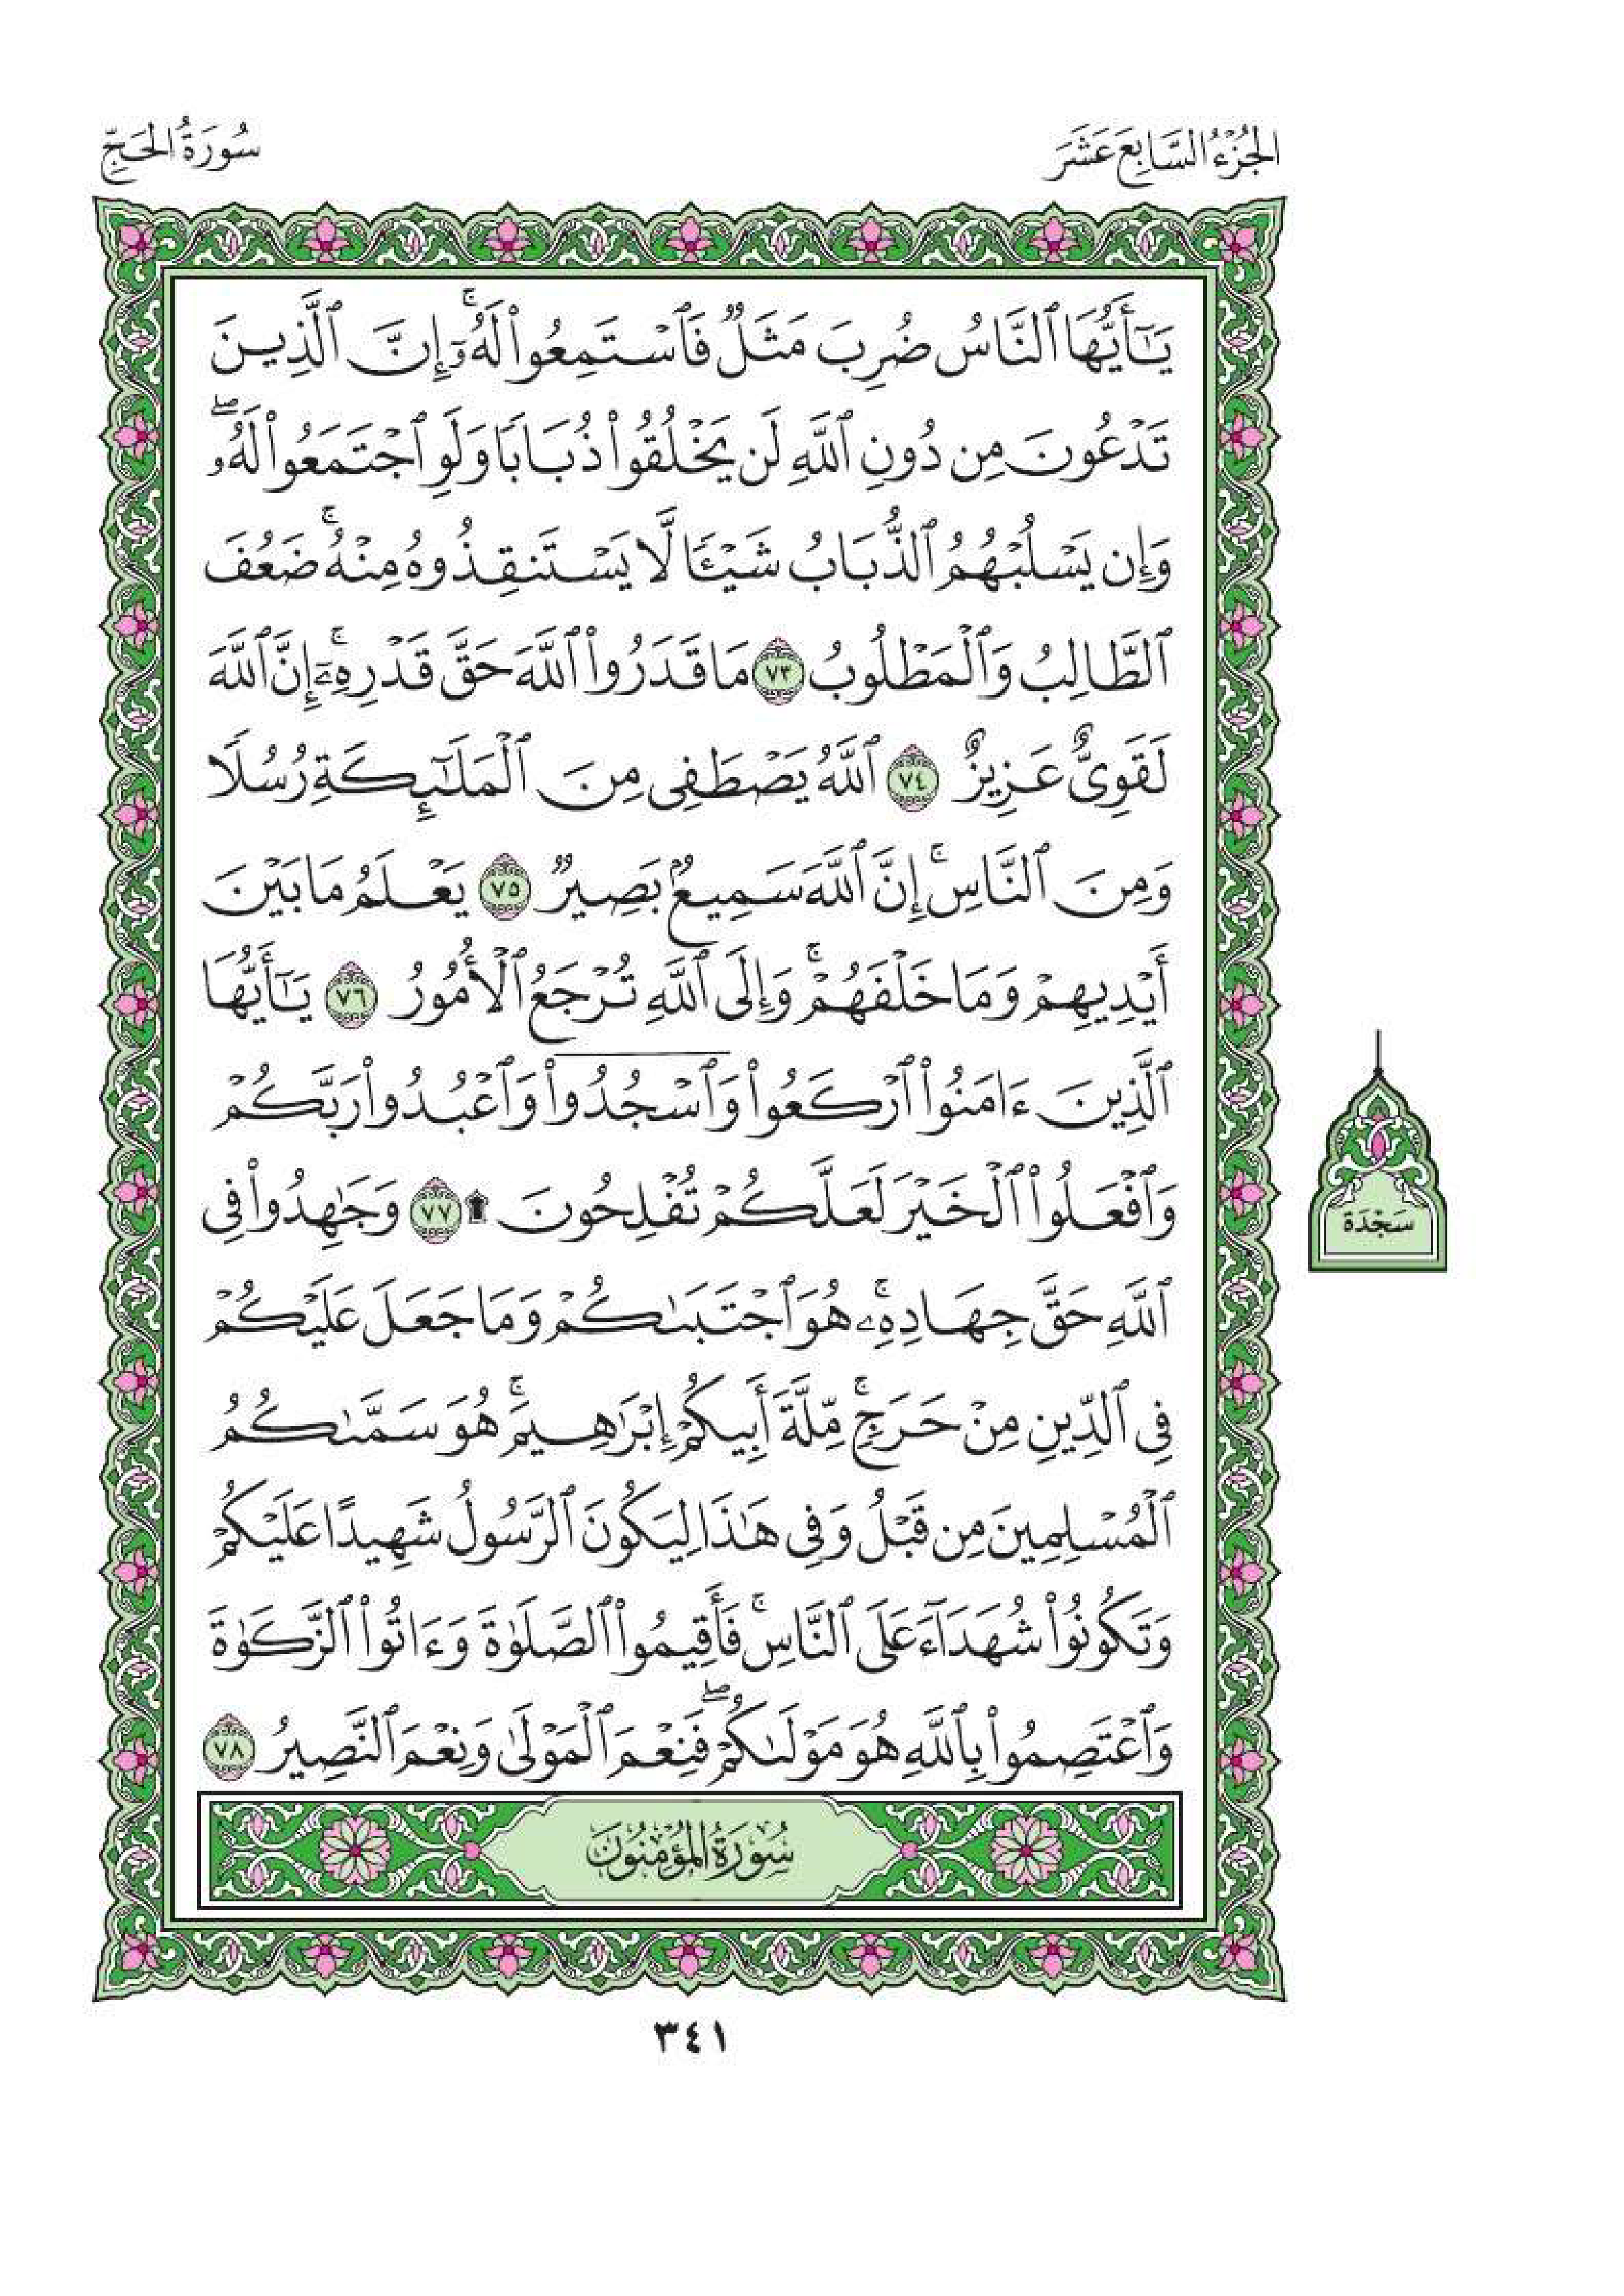 الجُزْءُ السَّابِعَ عَشَرَ
سُورَةُ الحَجِّ
يَٰٓأَيُّهَا ٱلنَّاسُ ضُرِبَ مَثَلٌ فَٱسْتَمِعُوا۟ لَهُۥٓ ۚ إِنَّ ٱلَّذِينَ
تَدْعُونَ مِن دُونِ ٱللَّهِ لَن يَخْلُقُوا۟ ذُبَابًا وَلَوِ ٱجْتَمَعُوا۟ لَهُۥ ۖ
وَإِن يَسْلُبْهُمُ ٱلذُّبَابُ شَيْـًٔا لَّا يَسْتَنقِذُوهُ مِنْهُ ۚ ضَعُفَ
ٱلطَّالِبُ وَٱلْمَطْلُوبُ ٧٣ مَا قَدَرُوا۟ ٱللَّهَ حَقَّ قَدْرِهِۦٓ ۚ إِنَّ ٱللَّهَ
لَقَوِىٌّ عَزِيزٌ ٧٤ ٱللَّهُ يَصْطَفِى مِنَ ٱلْمَلَٰٓئِكَةِ رُسُلًا
وَمِنَ ٱلنَّاسِ ۚ إِنَّ ٱللَّهَ سَمِيعٌۢ بَصِيرٌ ٧٥ يَعْلَمُ مَا بَيْنَ
أَيْدِيهِمْ وَمَا خَلْفَهُمْ ۚ وَإِلَى ٱللَّهِ تُرْجَعُ ٱلْأُمُورُ ٧٦ يَٰٓأَيُّهَا
ٱلَّذِينَ ءَامَنُوا۟ ٱرْكَعُوا۟ وَٱسْجُدُوا۟ وَٱعْبُدُوا۟ رَبَّكُمْ
وَٱفْعَلُوا۟ ٱلْخَيْرَ لَعَلَّكُمْ تُفْلِحُونَ ۩ ٧٧ وَجَٰهِدُوا۟ فِى
سَجْدَة
ٱللَّهِ حَقَّ جِهَادِهِۦ ۚ هُوَ ٱجْتَبَىٰكُمْ وَمَا جَعَلَ عَلَيْكُمْ
فِى ٱلدِّينِ مِنْ حَرَجٍ ۚ مِّلَّةَ أَبِيكُمْ إِبْرَٰهِيمَ ۚ هُوَ سَمَّىٰكُمُ
ٱلْمُسْلِمِينَ مِن قَبْلُ وَفِى هَٰذَا لِيَكُونَ ٱلرَّسُولُ شَهِيدًا عَلَيْكُمْ
وَتَكُونُوا۟ شُهَدَآءَ عَلَى ٱلنَّاسِ ۚ فَأَقِيمُوا۟ ٱلصَّلَوٰةَ وَءَاتُوا۟ ٱلزَّكَوٰةَ
وَٱعْتَصِمُوا۟ بِٱللَّهِ هُوَ مَوْلَىٰكُمْ ۖ فَنِعْمَ ٱلْمَوْلَىٰ وَنِعْمَ ٱلنَّصِيرُ ٧٨
سُورَةُ المُؤْمِنُونَ
٣٤١